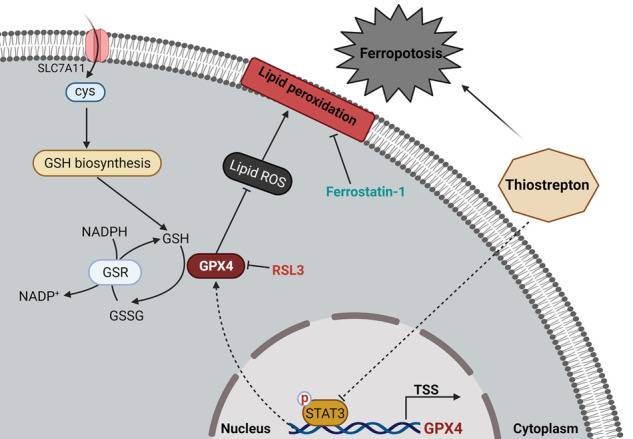 Ferropotosis
SLC7A11
cys
Lipid peroxidation
GSH biosynthesis
Lipid ROS
Ferrostatin-1
Thiostrepton
NADPH
GSH
GSR
GPX4
RSL3
NADP+
GSSG
p
STAT3
TSS
Nucleus
GPX4
Cytoplasm